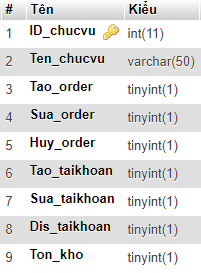 # Tên Kiểu
1 ID_chucvu int(11)
2 Ten_chucvu varchar(50)
3 Tao_order tinyint(1)
4 Sua_order tinyint(1)
5 Huy_order tinyint(1)
6 Tao_taikhoan tinyint(1)
7 Sua_taikhoan tinyint(1)
8 Dis_taikhoan tinyint(1)
9 Ton_kho tinyint(1)